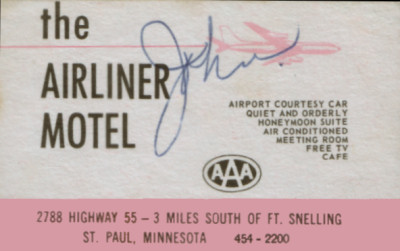 the
AIRLINER
MOTEL
John.
AIRPORT COURTESY CAR
QUIET AND ORDERLY
HONEYMOON SUITE
AIR CONDITIONED
MEETING ROOM
FREE TV
CAFE
AAA
2788 HIGHWAY 55 – 3 MILES SOUTH OF FT. SNELLING
ST. PAUL, MINNESOTA 454 - 2200